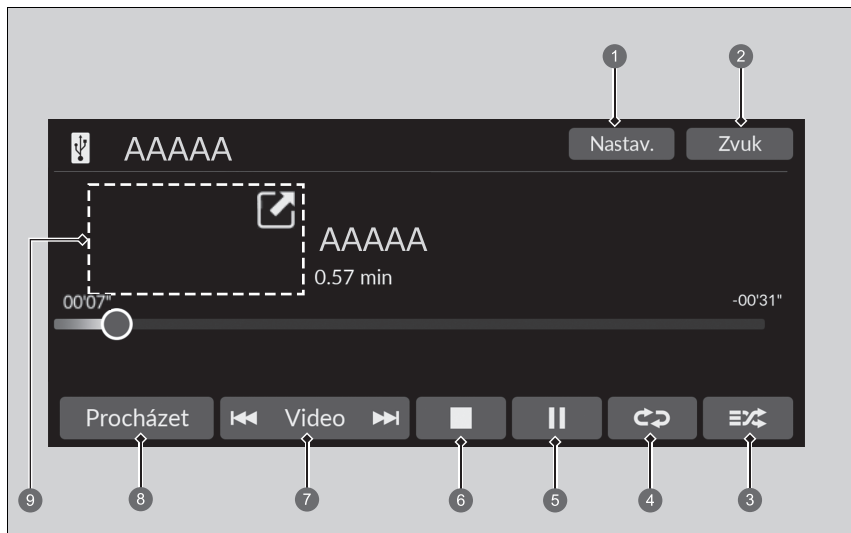 1 2
AAAAA Nastav. Zvuk
AAAAA
9
0.57 min
00'07" -00'31"
Procházet Video
9 8 7 6 5 4 3